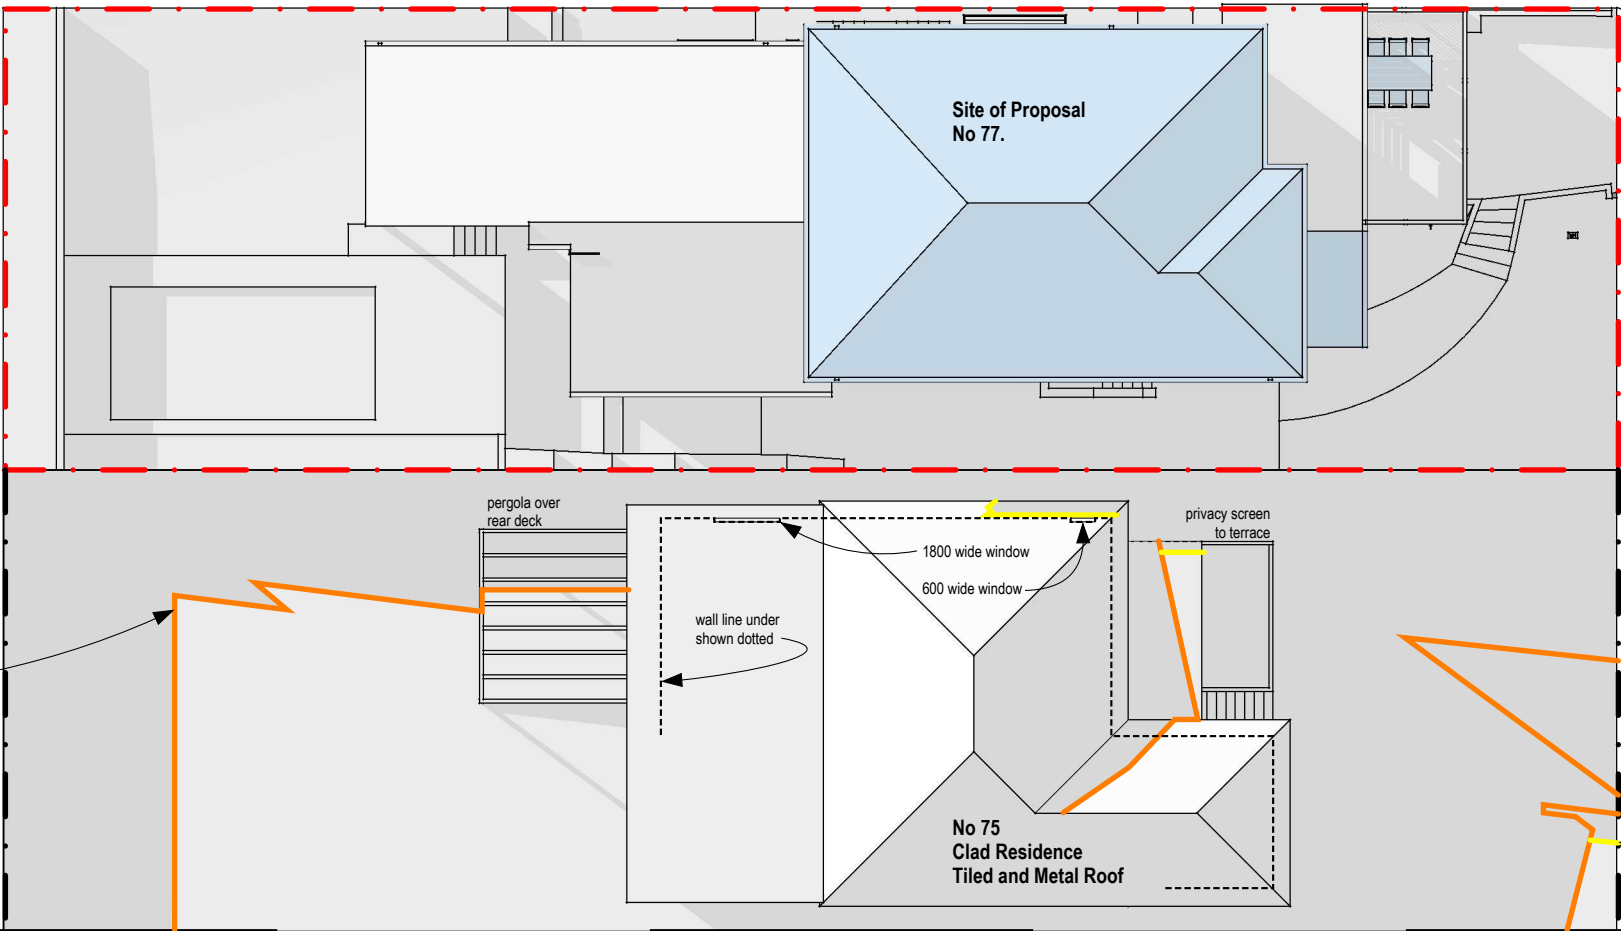 Site of Proposal
No 77.
pergola over
rear deck
1800 wide window
600 wide window
wall line under
shown dotted
privacy screen
to terrace
No 75
Clad Residence
Tiled and Metal Roof